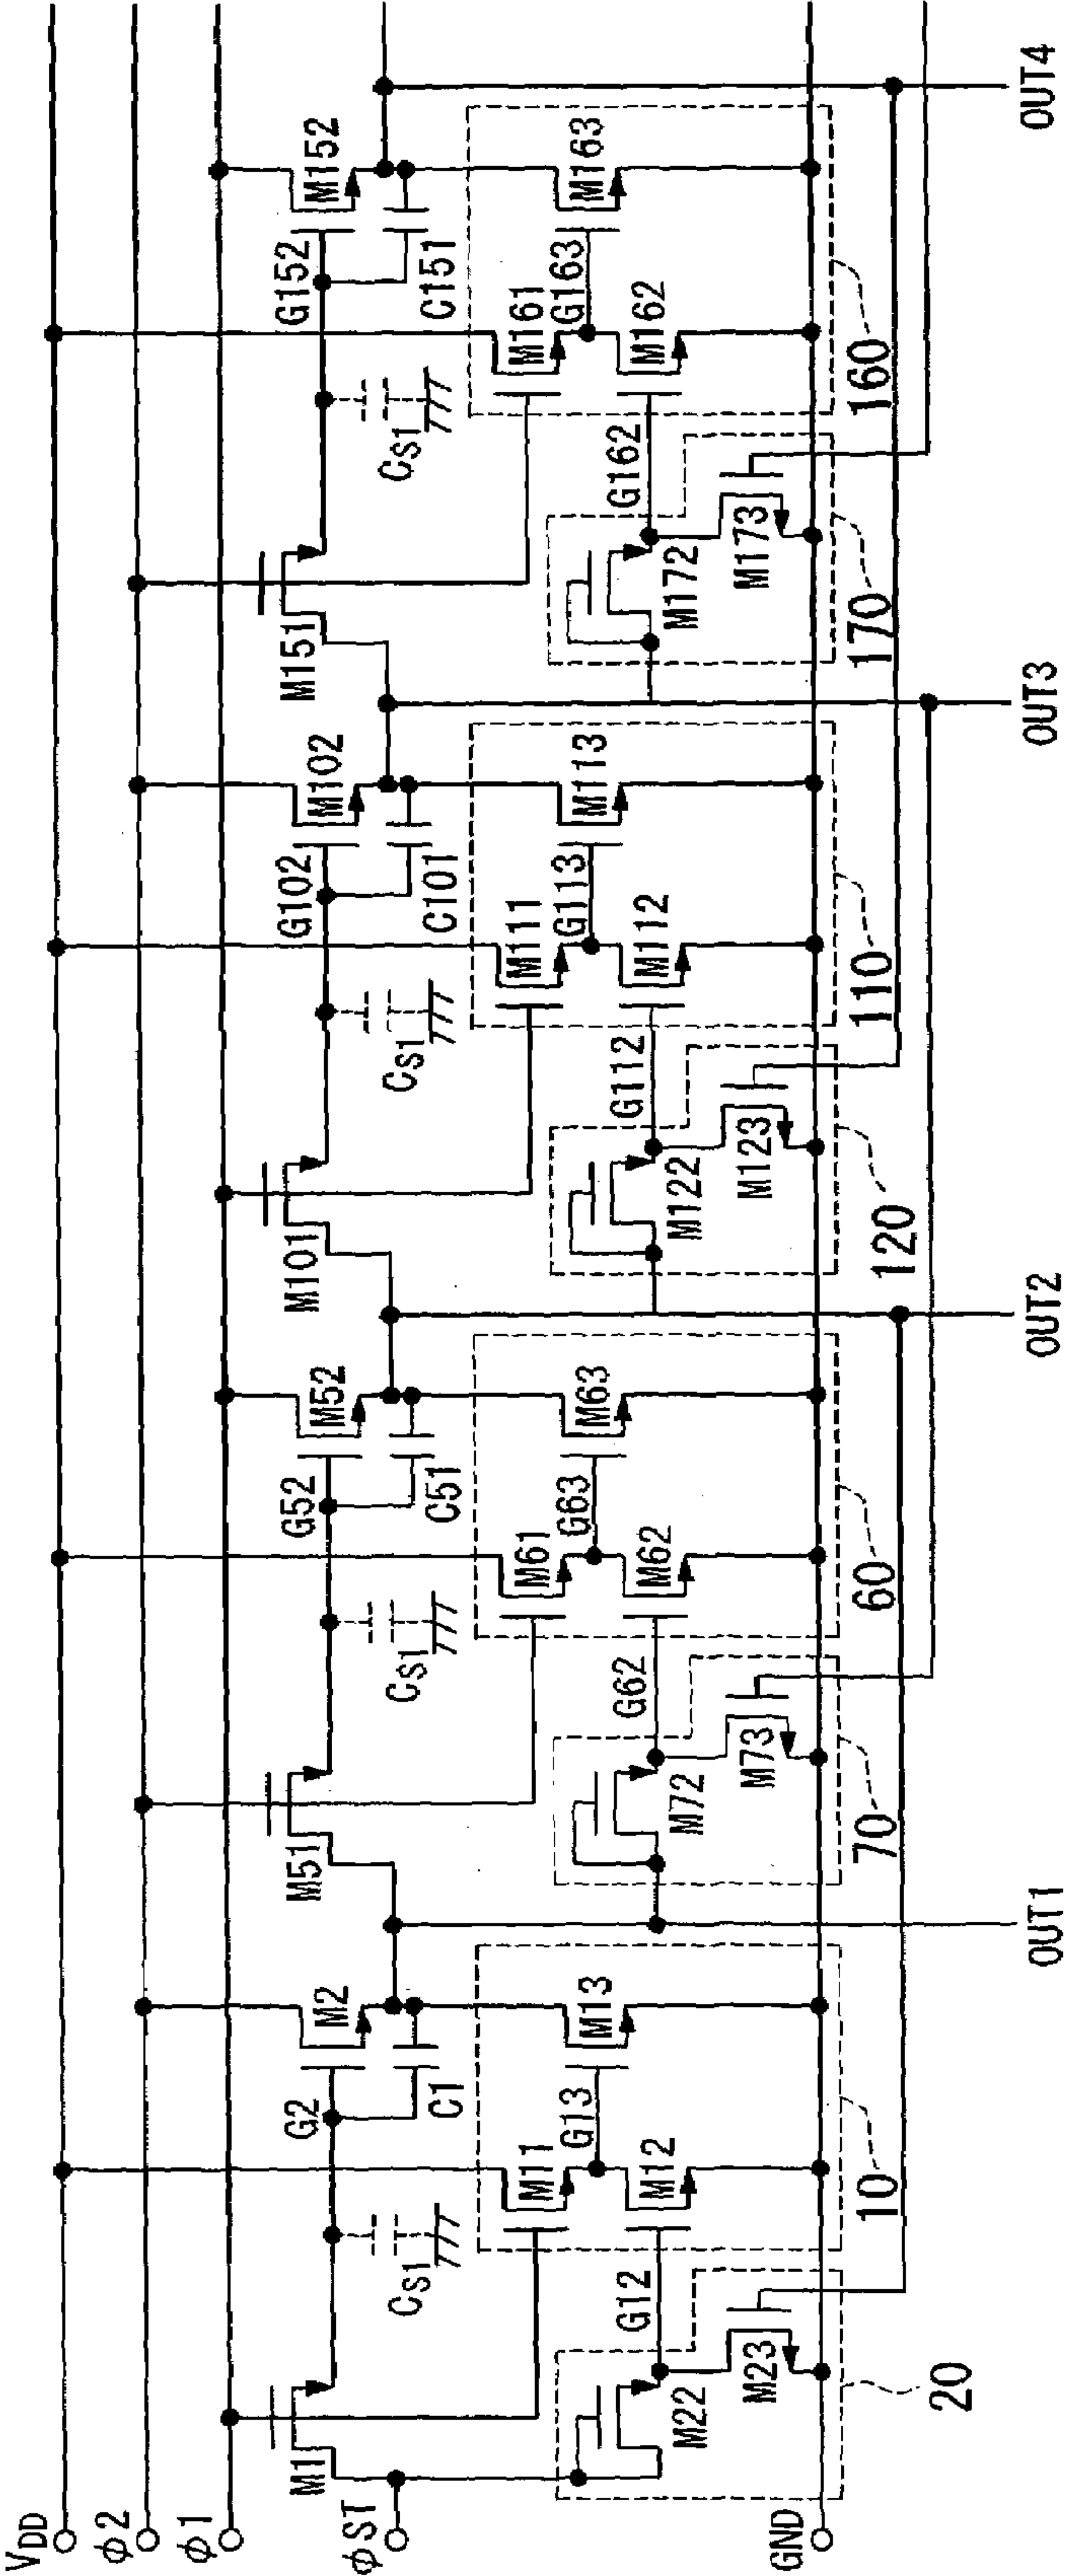 VDD
φ2
φ1
φST
GND
M1
G2
M2
CS1
C1
M11
G13
M13
M12
G12
M22
M23
20
10
OUT1
M51
G52
M52
CS1
C51
M61
G63
M63
M62
G62
M72
M73
70
60
OUT2
M101
G102
M102
CS1
C101
M111
G113
M113
M112
G112
M122
M123
120
110
OUT3
M151
G152
M152
CS1
C151
M161
G163
M163
M162
G162
M172
M173
170
160
OUT4